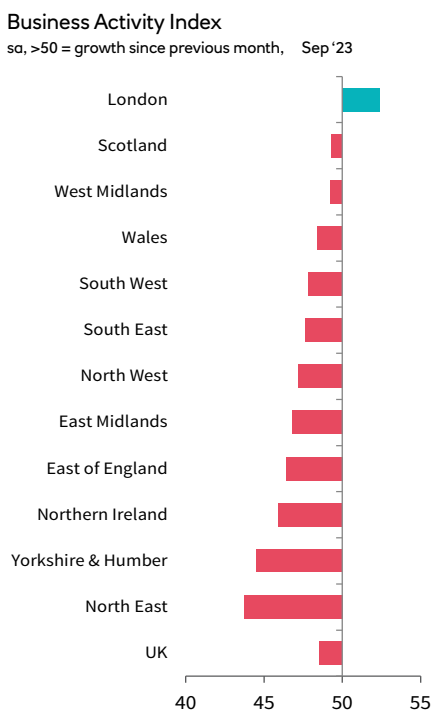 Business Activity Index
sa, >50 = growth since previous month, Sep ‘23
London
Scotland
West Midlands
Wales
South West
South East
North West
East Midlands
East of England
Northern Ireland
Yorkshire & Humber
North East
UK
40 45 50 55